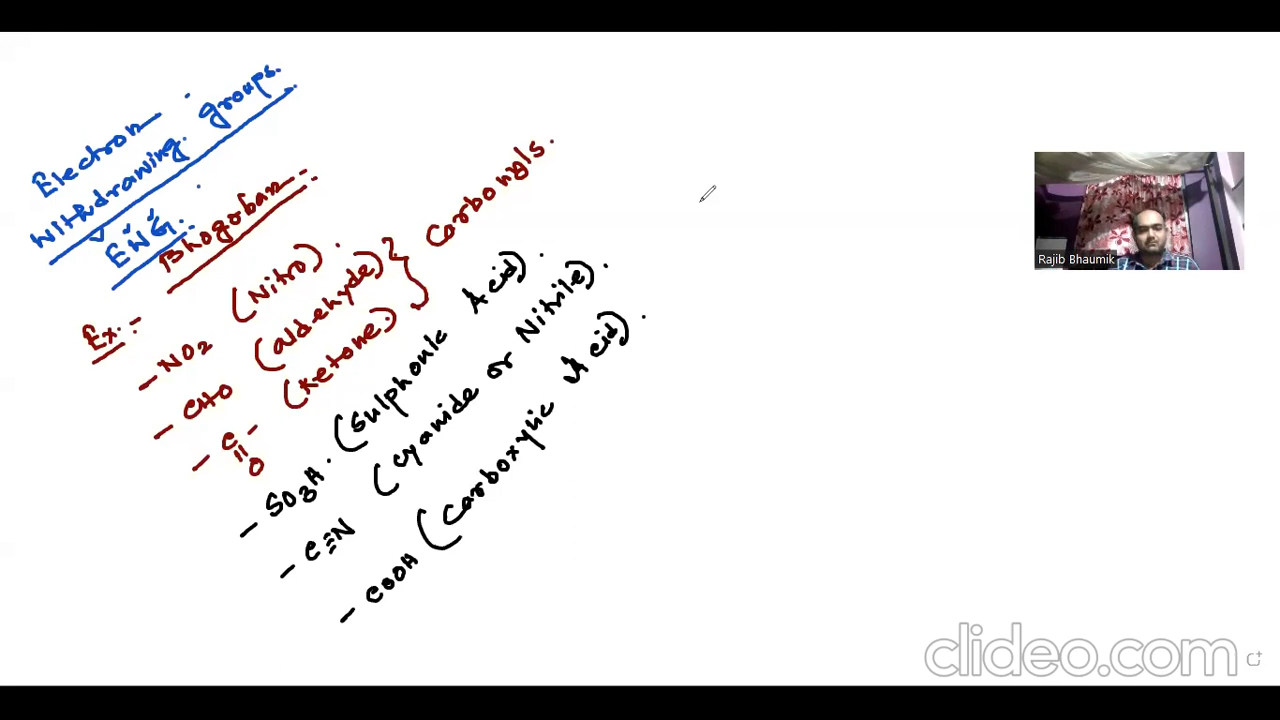 Electron
Withdrawing groups.
EWG.
Bhogoban:-
Ex:-
- NO2 (Nitro)
- CHO (aldehyde)
- C=O - (Ketone) } Carbonyls.
- SO3H. (Sulphonic Acid).
- C≡N (cyanide or Nitrile).
- COOH (Carboxylic Acid).
Rajib Bhaumik
clideo.com